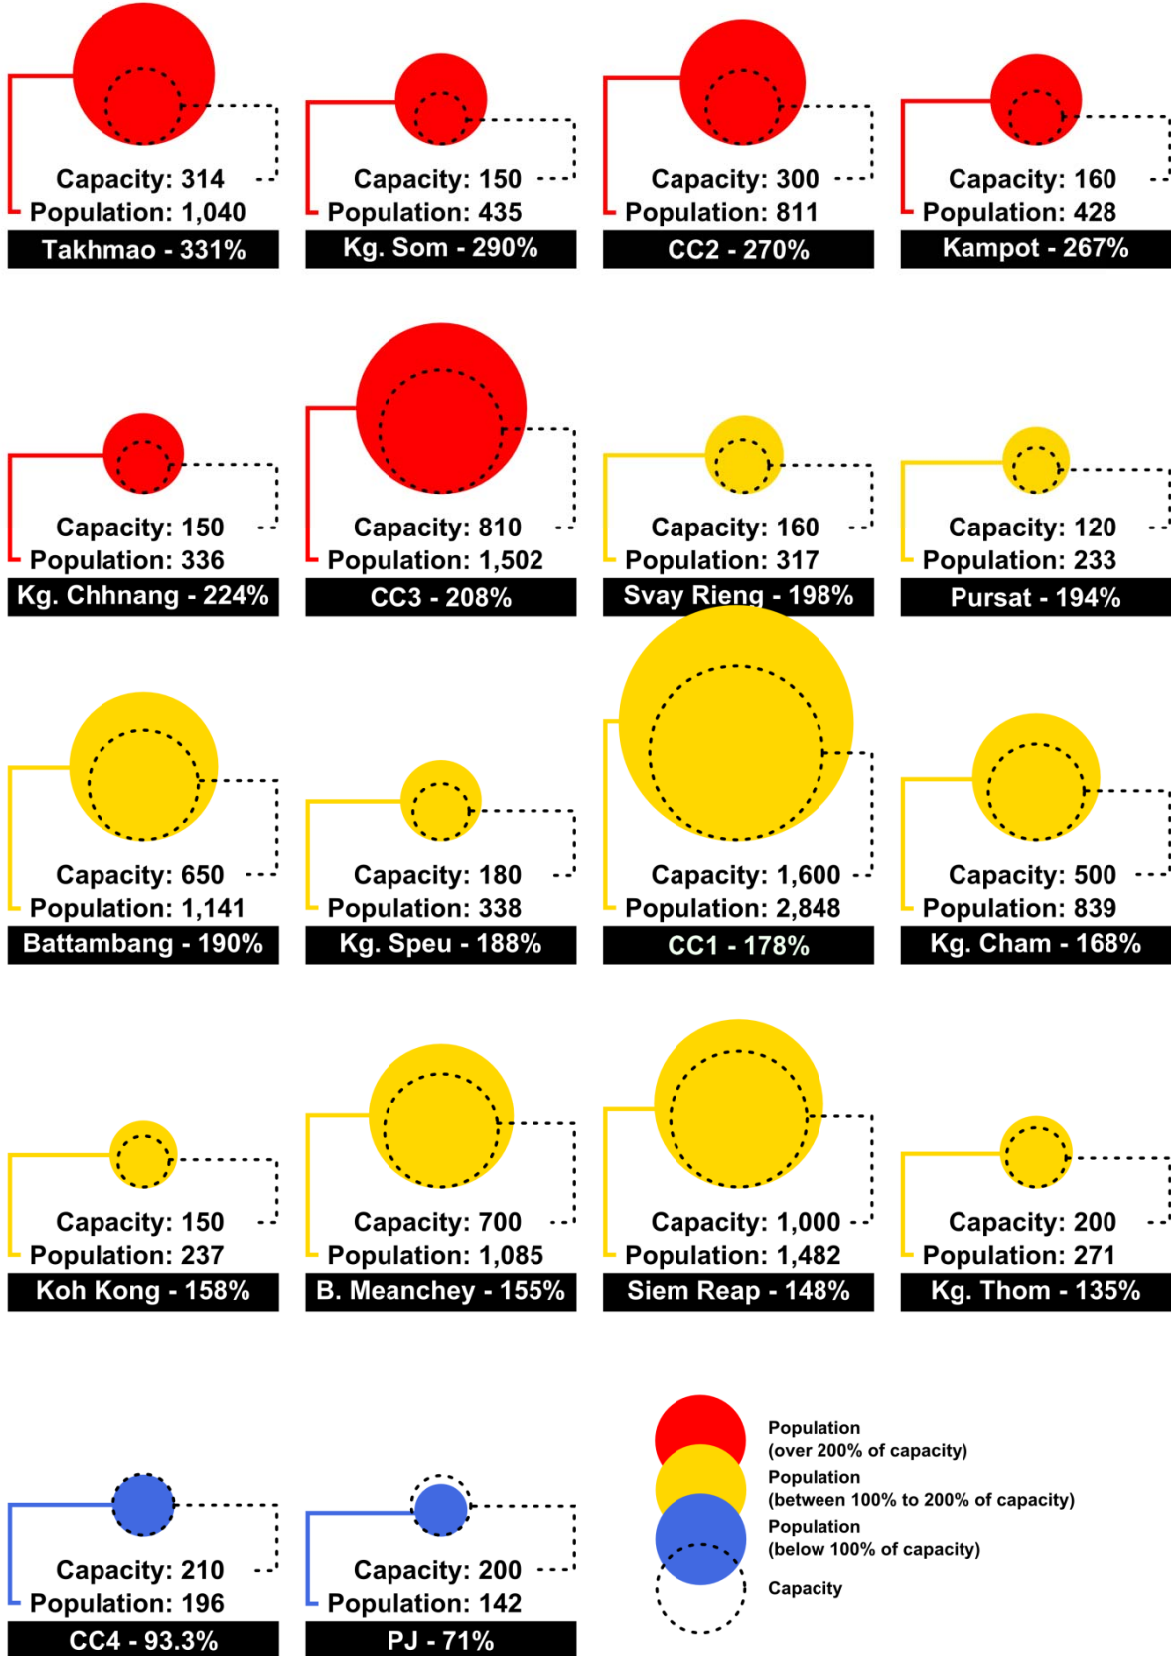 Capacity: 314
Population: 1,040
Takhmao - 331%
Capacity: 150
Population: 435
Kg. Som - 290%
Capacity: 300
Population: 811
CC2 - 270%
Capacity: 160
Population: 428
Kampot - 267%
Capacity: 150
Population: 336
Kg. Chhnang - 224%
Capacity: 810
Population: 1,502
CC3 - 208%
Capacity: 160
Population: 317
Svay Rieng - 198%
Capacity: 120
Population: 233
Pursat - 194%
Capacity: 650
Population: 1,141
Battambang - 190%
Capacity: 180
Population: 338
Kg. Speu - 188%
Capacity: 1,600
Population: 2,848
CC1 - 178%
Capacity: 500
Population: 839
Kg. Cham - 168%
Capacity: 150
Population: 237
Koh Kong - 158%
Capacity: 700
Population: 1,085
B. Meanchey - 155%
Capacity: 1,000
Population: 1,482
Siem Reap - 148%
Capacity: 200
Population: 271
Kg. Thom - 135%
Capacity: 210
Population: 196
CC4 - 93.3%
Capacity: 200
Population: 142
PJ - 71%
Population
(over 200% of capacity)
Population
(between 100% to 200% of capacity)
Population
(below 100% of capacity)
Capacity